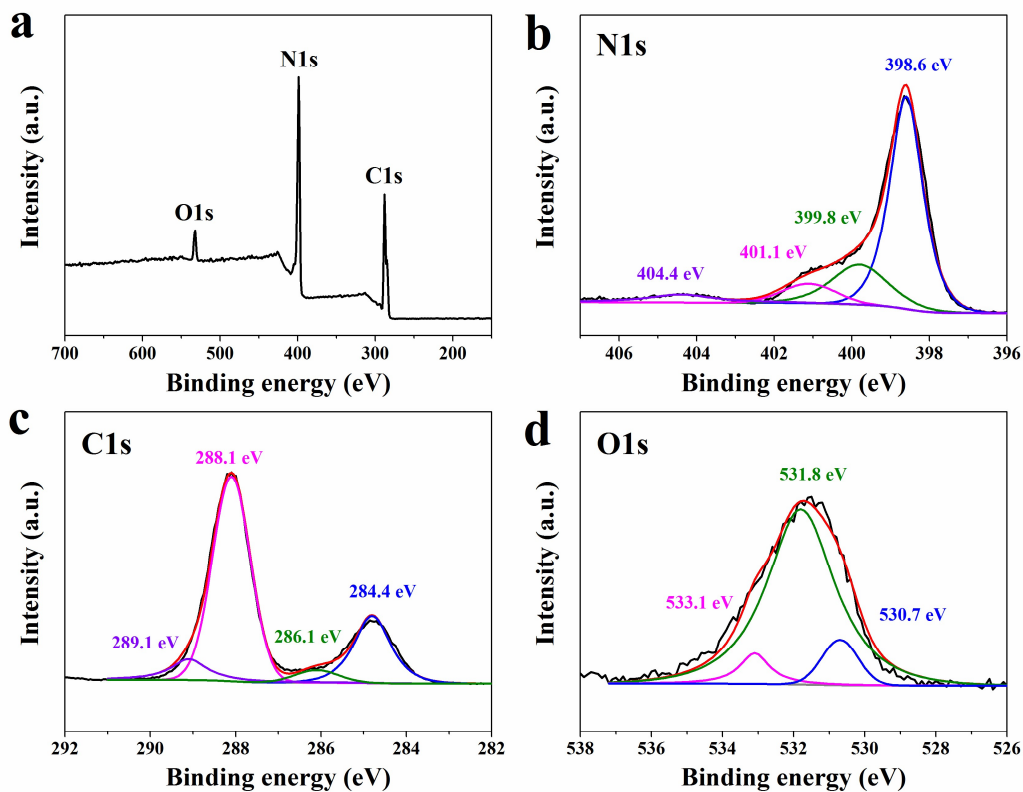 a
N1s
C1s
O1s
Intensity (a.u.)
700 600 500 400 300 200
Binding energy (eV)
b
N1s
398.6 eV
399.8 eV
401.1 eV
404.4 eV
Intensity (a.u.)
406 404 402 400 398 396
Binding energy (eV)
c
C1s
288.1 eV
284.4 eV
286.1 eV
289.1 eV
Intensity (a.u.)
292 290 288 286 284 282
Binding energy (eV)
d
O1s
531.8 eV
533.1 eV
530.7 eV
Intensity (a.u.)
538 536 534 532 530 528 526
Binding energy (eV)